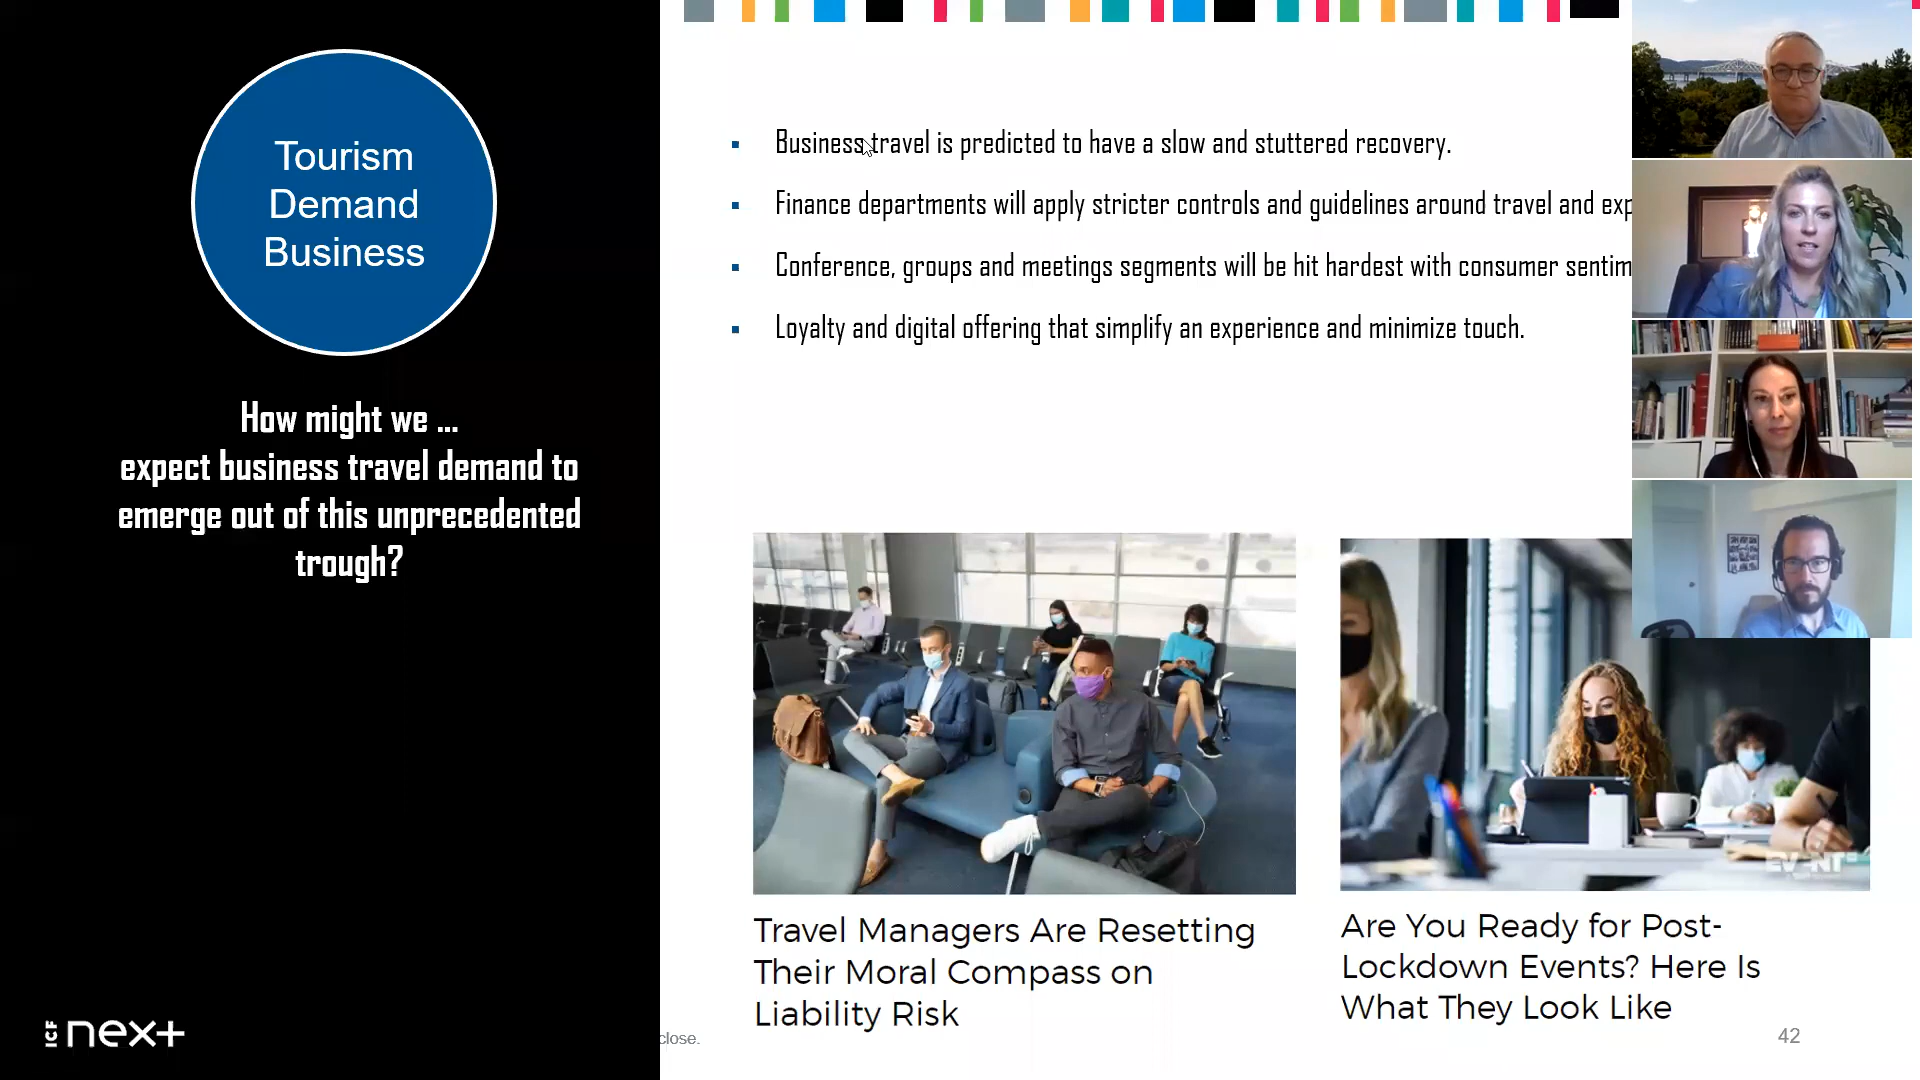 Tourism
Demand
Business
How might we ...
expect business travel demand to
emerge out of this unprecedented
trough?
ICF next
Business travel is predicted to have a slow and stuttered recovery.
Finance departments will apply stricter controls and guidelines around travel and exp
Conference, groups and meetings segments will be hit hardest with consumer sentim
Loyalty and digital offering that simplify an experience and minimize touch.
EVENT
Travel Managers Are Resetting
Their Moral Compass on
Liability Risk
Are You Ready for Post-
Lockdown Events? Here Is
What They Look Like
close.
42